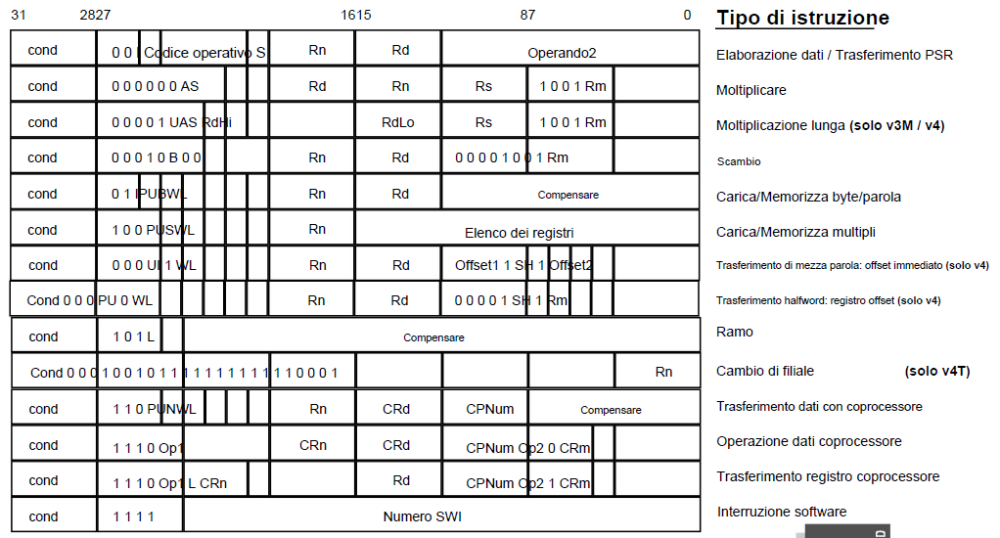 31 2827 1615 87 0 Tipo di istruzione
cond 0 0 I Codice operativo S Rn Rd Operando2 Elaborazione dati / Trasferimento PSR
cond 0 0 0 0 0 0 AS Rd Rn Rs 1 0 0 1 Rm Moltiplicare
cond 0 0 0 0 1 UAS RdHi RdLo Rs 1 0 0 1 Rm Moltiplicazione lunga (solo v3M / v4)
cond 0 0 0 1 0 B 0 0 Rn Rd 0 0 0 0 1 0 0 1 Rm Scambio
cond 0 1 IPUBWL Rn Rd Compensare Carica/Memorizza byte/parola
cond 1 0 0 PUSWL Rn Elenco dei registri Carica/Memorizza multipli
cond 0 0 0 UI 1 WL Rn Rd Offset1 1 SH 1 Offset2 Trasferimento di mezza parola: offset immediato (solo v4)
Cond 0 0 0 PU 0 WL Rn Rd 0 0 0 0 1 SH 1 Rm Trasferimento halfword: registro offset (solo v4)
cond 1 0 1 L Compensare Ramo
Cond 0 0 0 1 0 0 1 0 1 1 1 1 1 1 1 1 1 1 1 1 0 0 0 1 Rn Cambio di filiale (solo v4T)
cond 1 1 0 PUNWL Rn CRd CPNum Compensare Trasferimento dati con coprocessore
cond 1 1 1 0 Op1 CRn CRd CPNum Op2 0 CRm Operazione dati coprocessore
cond 1 1 1 0 Op1 L CRn Rd CPNum Op2 1 CRm Trasferimento registro coprocessore
cond 1 1 1 1 Numero SWI Interruzione software